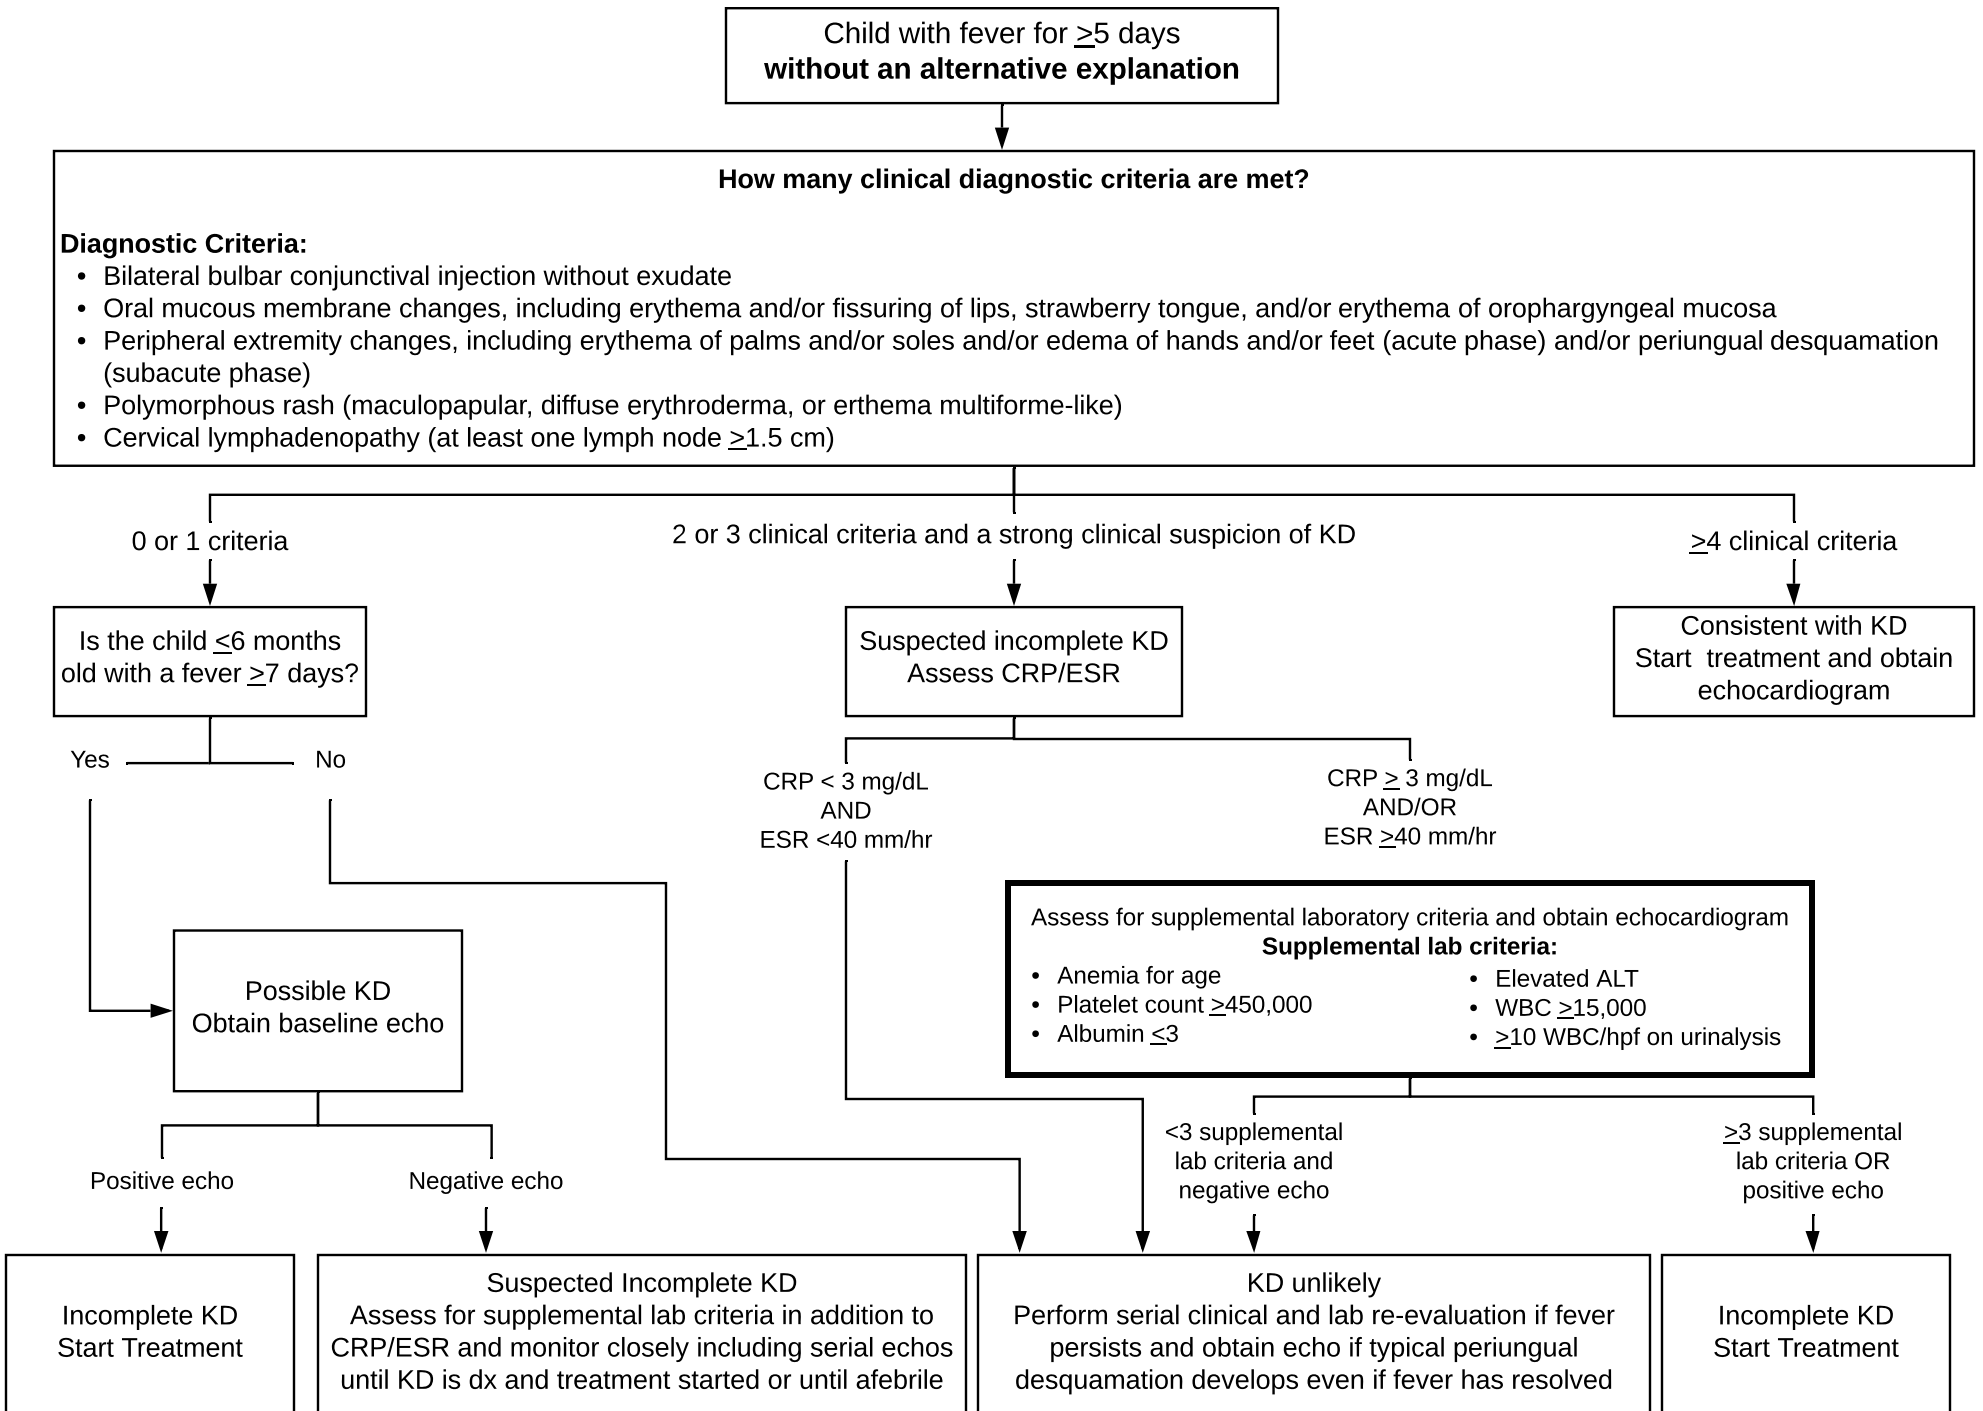 Child with fever for ≥5 days
without an alternative explanation
How many clinical diagnostic criteria are met?
Diagnostic Criteria:
• Bilateral bulbar conjunctival injection without exudate
• Oral mucous membrane changes, including erythema and/or fissuring of lips, strawberry tongue, and/or erythema of orophargyngeal mucosa
• Peripheral extremity changes, including erythema of palms and/or soles and/or edema of hands and/or feet (acute phase) and/or periungual desquamation
(subacute phase)
• Polymorphous rash (maculopapular, diffuse erythroderma, or erthema multiforme-like)
• Cervical lymphadenopathy (at least one lymph node ≥1.5 cm)
0 or 1 criteria
2 or 3 clinical criteria and a strong clinical suspicion of KD
≥4 clinical criteria
Is the child ≤6 months
old with a fever ≥7 days?
Suspected incomplete KD
Assess CRP/ESR
Consistent with KD
Start treatment and obtain
echocardiogram
Yes
No
CRP < 3 mg/dL
AND
ESR <40 mm/hr
CRP ≥ 3 mg/dL
AND/OR
ESR ≥40 mm/hr
Assess for supplemental laboratory criteria and obtain echocardiogram
Supplemental lab criteria:
• Anemia for age
• Platelet count ≥450,000
• Albumin ≤3
• Elevated ALT
• WBC ≥15,000
• ≥10 WBC/hpf on urinalysis
Possible KD
Obtain baseline echo
Positive echo
Negative echo
<3 supplemental
lab criteria and
negative echo
≥3 supplemental
lab criteria OR
positive echo
Incomplete KD
Start Treatment
Suspected Incomplete KD
Assess for supplemental lab criteria in addition to
CRP/ESR and monitor closely including serial echos
until KD is dx and treatment started or until afebrile
KD unlikely
Perform serial clinical and lab re-evaluation if fever
persists and obtain echo if typical periungual
desquamation develops even if fever has resolved
Incomplete KD
Start Treatment